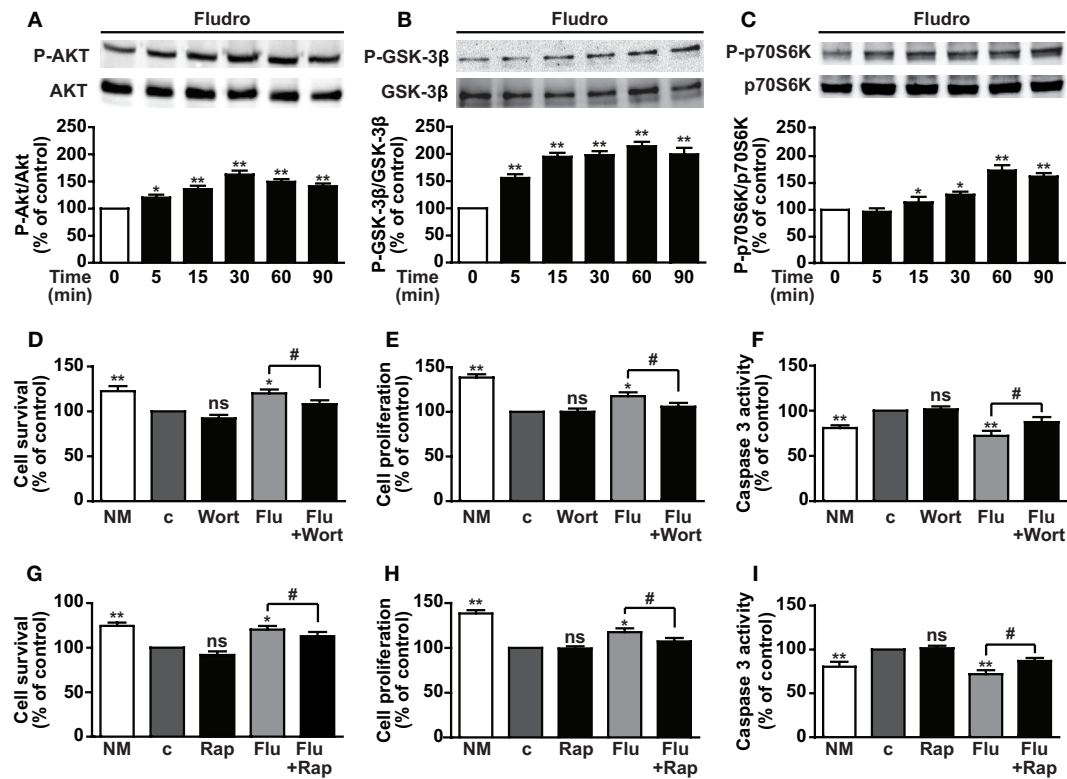 A
Fludro
P-AKT
AKT
P-Akt/Akt
(% of control)
250
200
150
100
50
0
* ** ** ** **
Time
(min)
0 5 15 30 60 90
B
Fludro
P-GSK-3β
GSK-3β
P-GSK-3β/GSK-3β
(% of control)
250
200
150
100
50
0
** ** ** ** **
Time
(min)
0 5 15 30 60 90
C
Fludro
P-p70S6K
p70S6K
P-p70S6K/p70S6K
(% of control)
250
200
150
100
50
0
* * ** **
Time
(min)
0 5 15 30 60 90
D
Cell survival
(% of control)
150
100
50
0
** ns * #
NM c Wort Flu Flu
+Wort
E
Cell proliferation
(% of control)
150
100
50
0
** ns * #
NM c Wort Flu Flu
+Wort
F
Caspase 3 activity
(% of control)
150
100
50
0
** ns ** #
NM c Wort Flu Flu
+Wort
G
Cell survival
(% of control)
100
100
50
0
** ns * #
NM c Rap Flu Flu
+Rap
H
Cell proliferation
(% of control)
150
100
50
0
** ns * #
NM c Rap Flu Flu
+Rap
I
Caspase 3 activity
(% of control)
150
100
50
0
** ns ** #
NM c Rap Flu Flu
+Rap